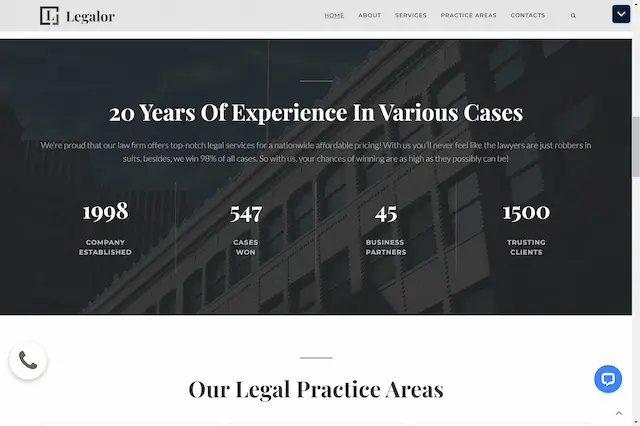 Legalor
HOME ABOUT SERVICES PRACTICE AREAS CONTACTS
20 Years Of Experience In Various Cases
We're proud that our law firm offers top-notch legal services for a nationwide affordable pricing! With us you'll never feel like the lawyers are just robbers in
suits, besides, we win 98% of all cases. So with us, your chances of winning are as high as they possibly can be!
1998 547 45 1500
COMPANY CASES BUSINESS TRUSTING
ESTABLISHED WON PARTNERS CLIENTS
Our Legal Practice Areas